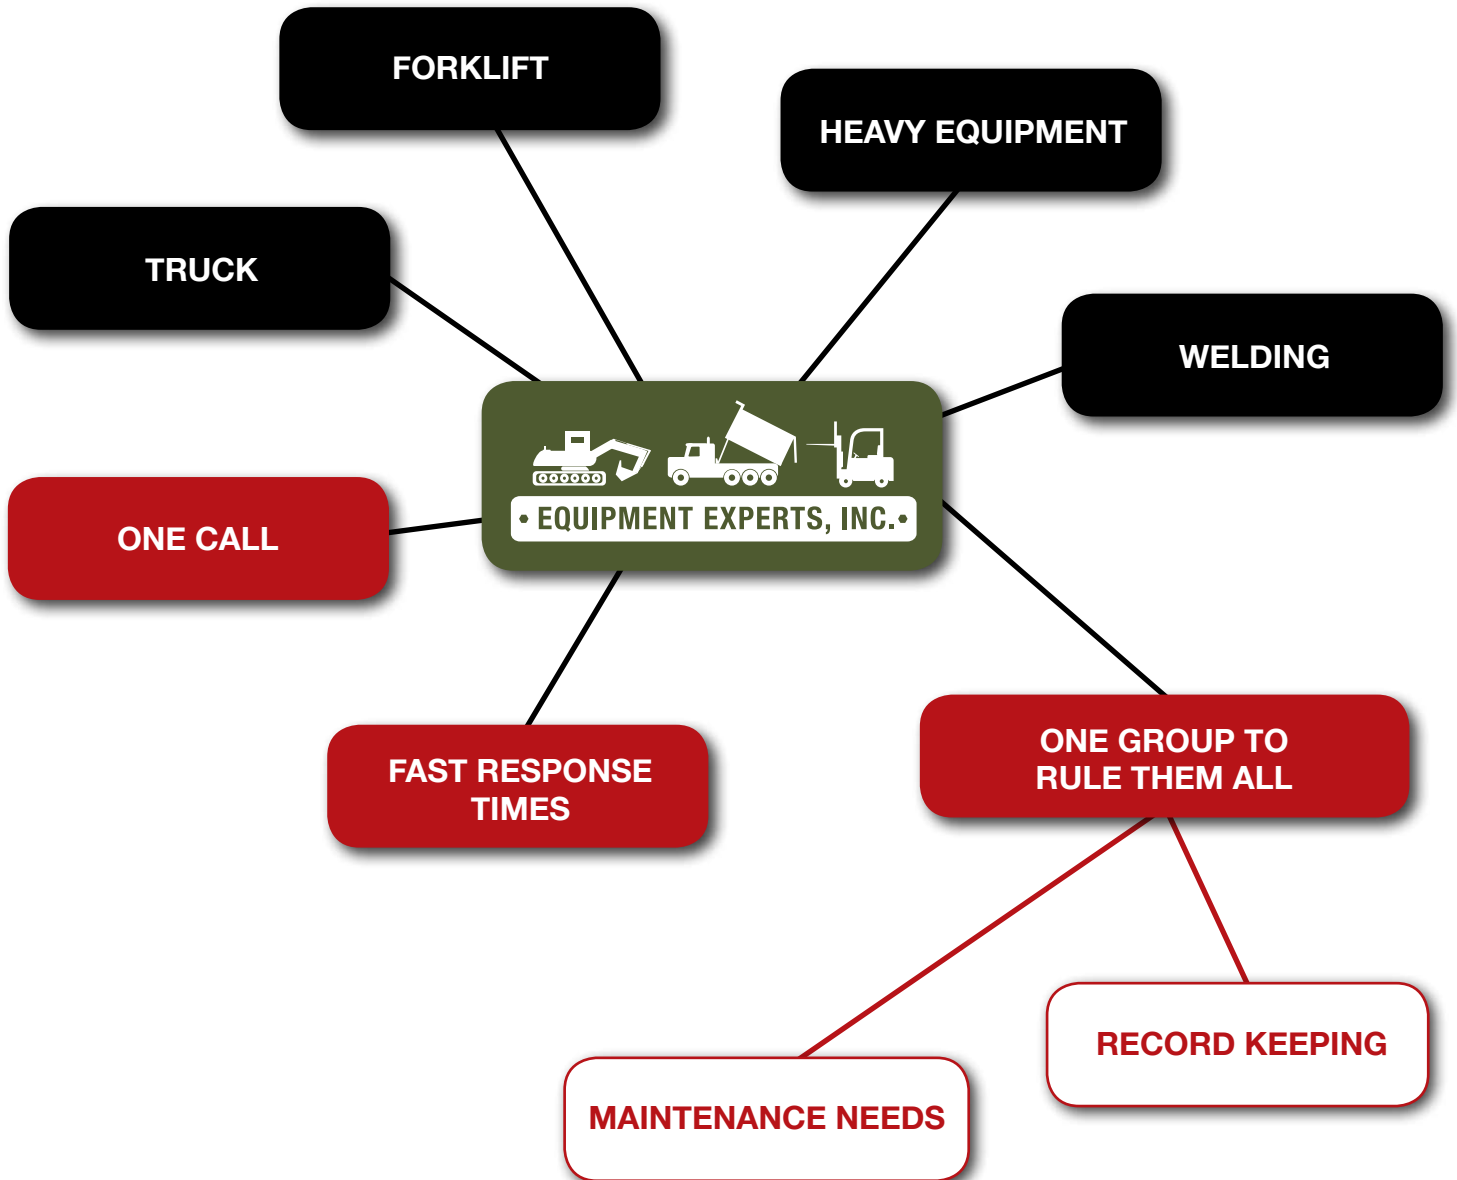 FORKLIFT
HEAVY EQUIPMENT
TRUCK
WELDING
• EQUIPMENT EXPERTS, INC. •
ONE CALL
FAST RESPONSE
TIMES
ONE GROUP TO
RULE THEM ALL
RECORD KEEPING
MAINTENANCE NEEDS